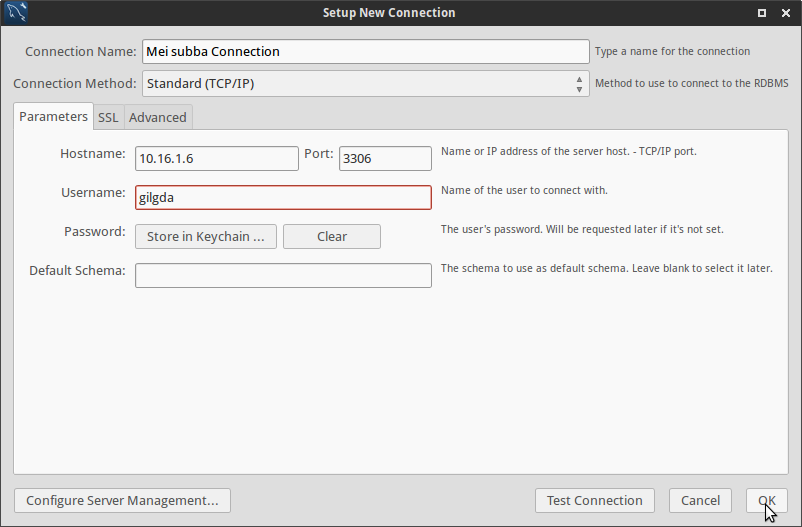 Setup New Connection
Connection Name: Mei subba Connection Type a name for the connection
Connection Method: Standard (TCP/IP) Method to use to connect to the RDBMS
Parameters SSL Advanced
Hostname: 10.16.1.6 Port: 3306 Name or IP address of the server host. - TCP/IP port.
Username: gilgda Name of the user to connect with.
Password: Store in Keychain ... Clear The user's password. Will be requested later if it's not set.
Default Schema: The schema to use as default schema. Leave blank to select it later.
Configure Server Management... Test Connection Cancel OK